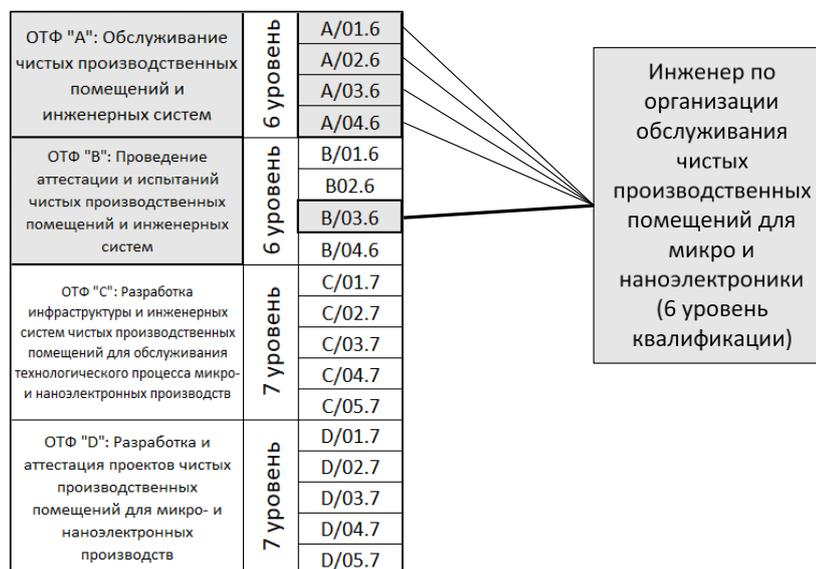 ОТФ "А": Обслуживание
чистых производственных
помещений и
инженерных систем
6 уровень
А/01.6
А/02.6
А/03.6
А/04.6
ОТФ "В": Проведение
аттестации и испытаний
чистых производственных
помещений и инженерных
систем
6 уровень
В/01.6
В02.6
В/03.6
В/04.6
ОТФ "С": Разработка
инфраструктуры и инженерных
систем чистых производственных
помещений для обслуживания
технологического процесса микро-
и наноэлектронных производств
7 уровень
С/01.7
С/02.7
С/03.7
С/04.7
С/05.7
ОТФ "D": Разработка и
аттестация проектов чистых
производственных
помещений для микро- и
наноэлектронных
производств
7 уровень
D/01.7
D/02.7
D/03.7
D/04.7
D/05.7
Инженер по
организации
обслуживания
чистых
производственных
помещений для
микро и
наноэлектроники
(6 уровень
квалификации)